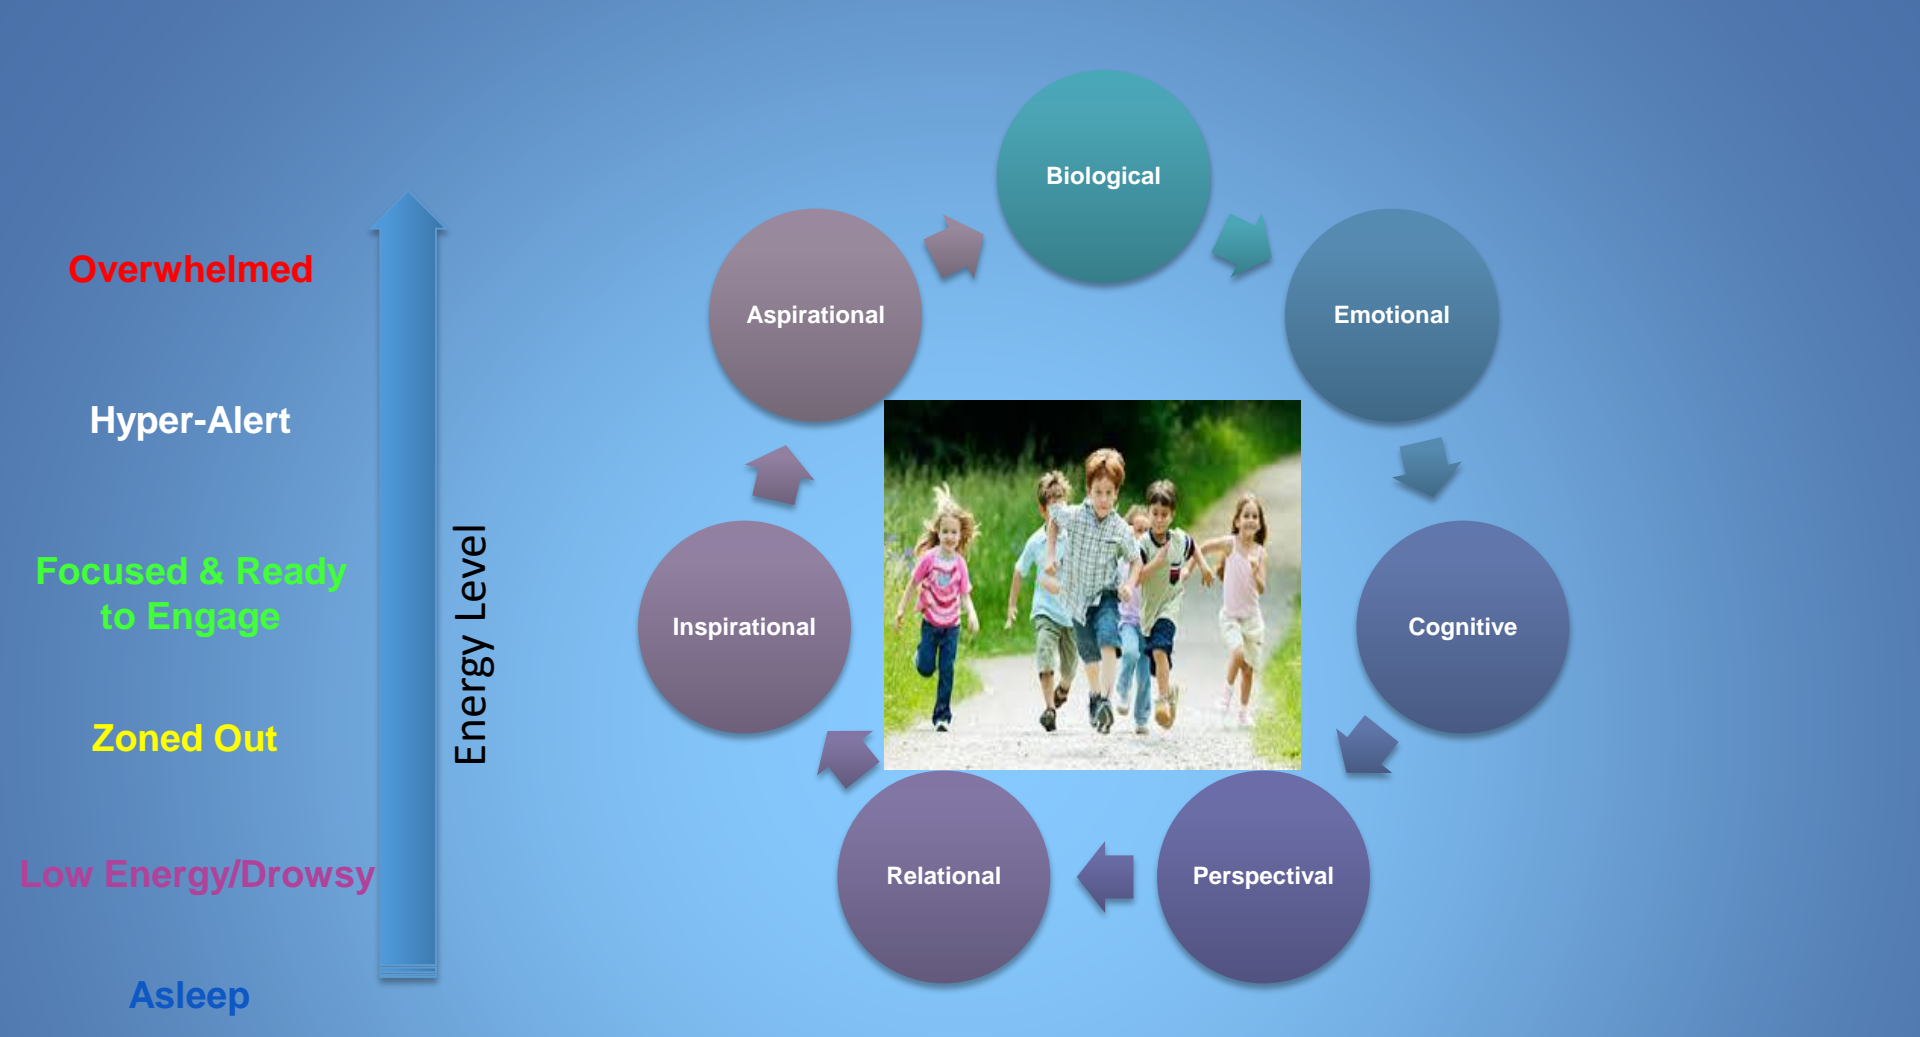 Overwhelmed
Hyper-Alert
Focused & Ready
to Engage
Zoned Out
Low Energy/Drowsy
Asleep
Energy Level
Biological
Emotional
Cognitive
Perspectival
Relational
Inspirational
Aspirational